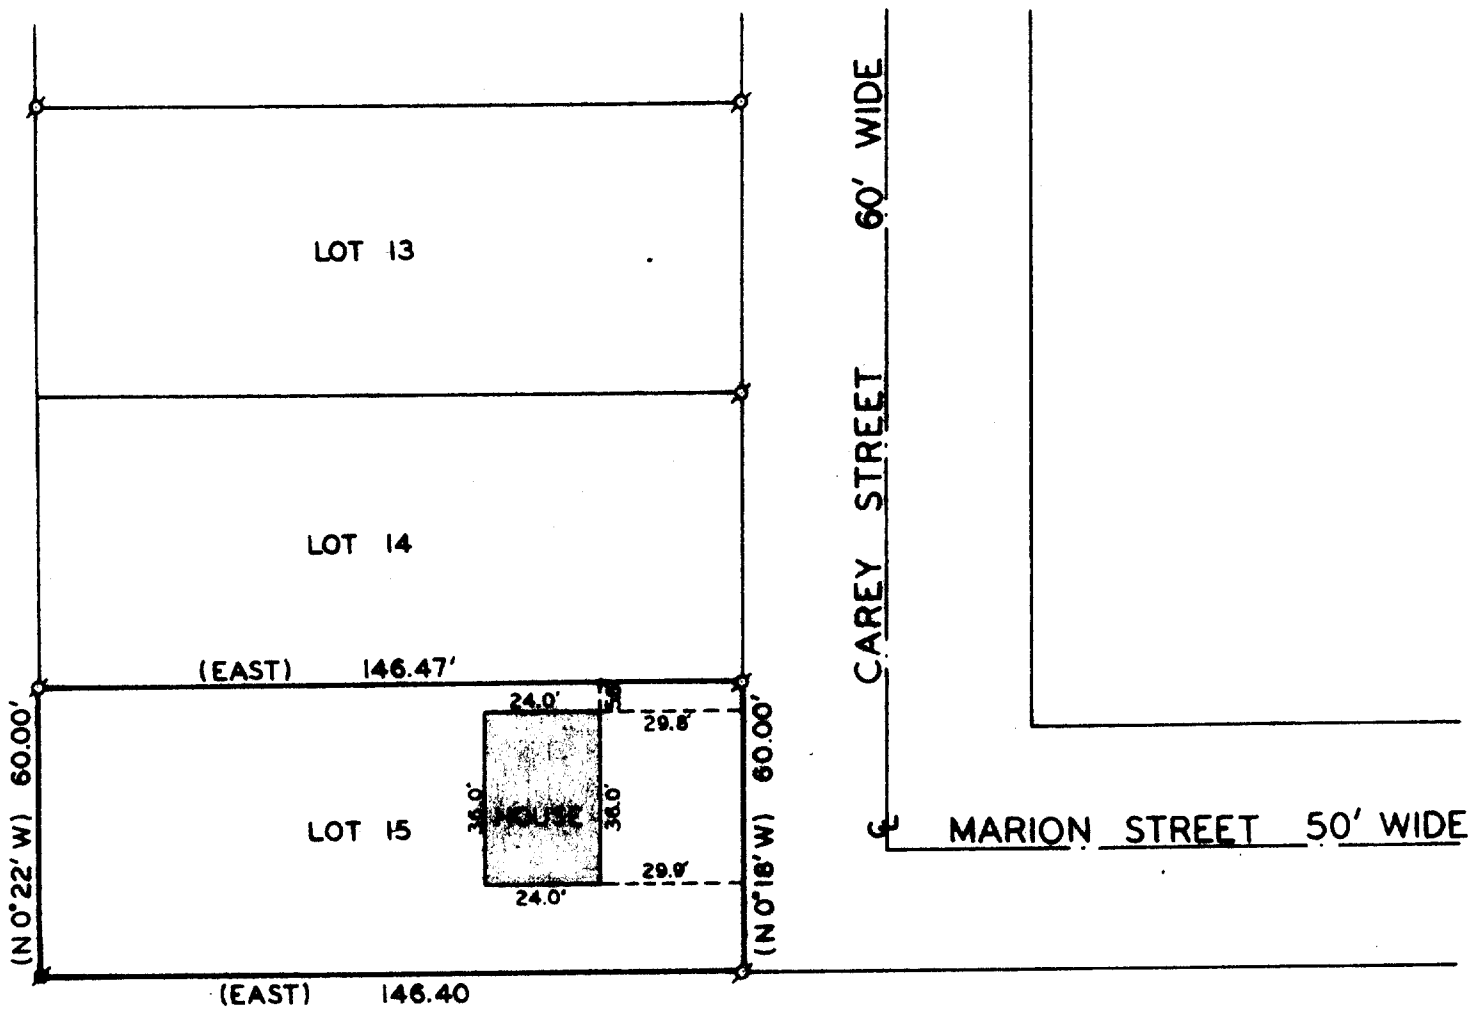 LOT 13
60' WIDE
CAREY STREET
LOT 14
(EAST) 146.47'
24.0'
29.8'
(N 0°22' W) 60.00'
36.0'
HOUSE
36.0'
(N 0°18' W) 60.00'
LOT 15
29.9'
24.0'
℄ MARION STREET 50' WIDE
(EAST) 146.40